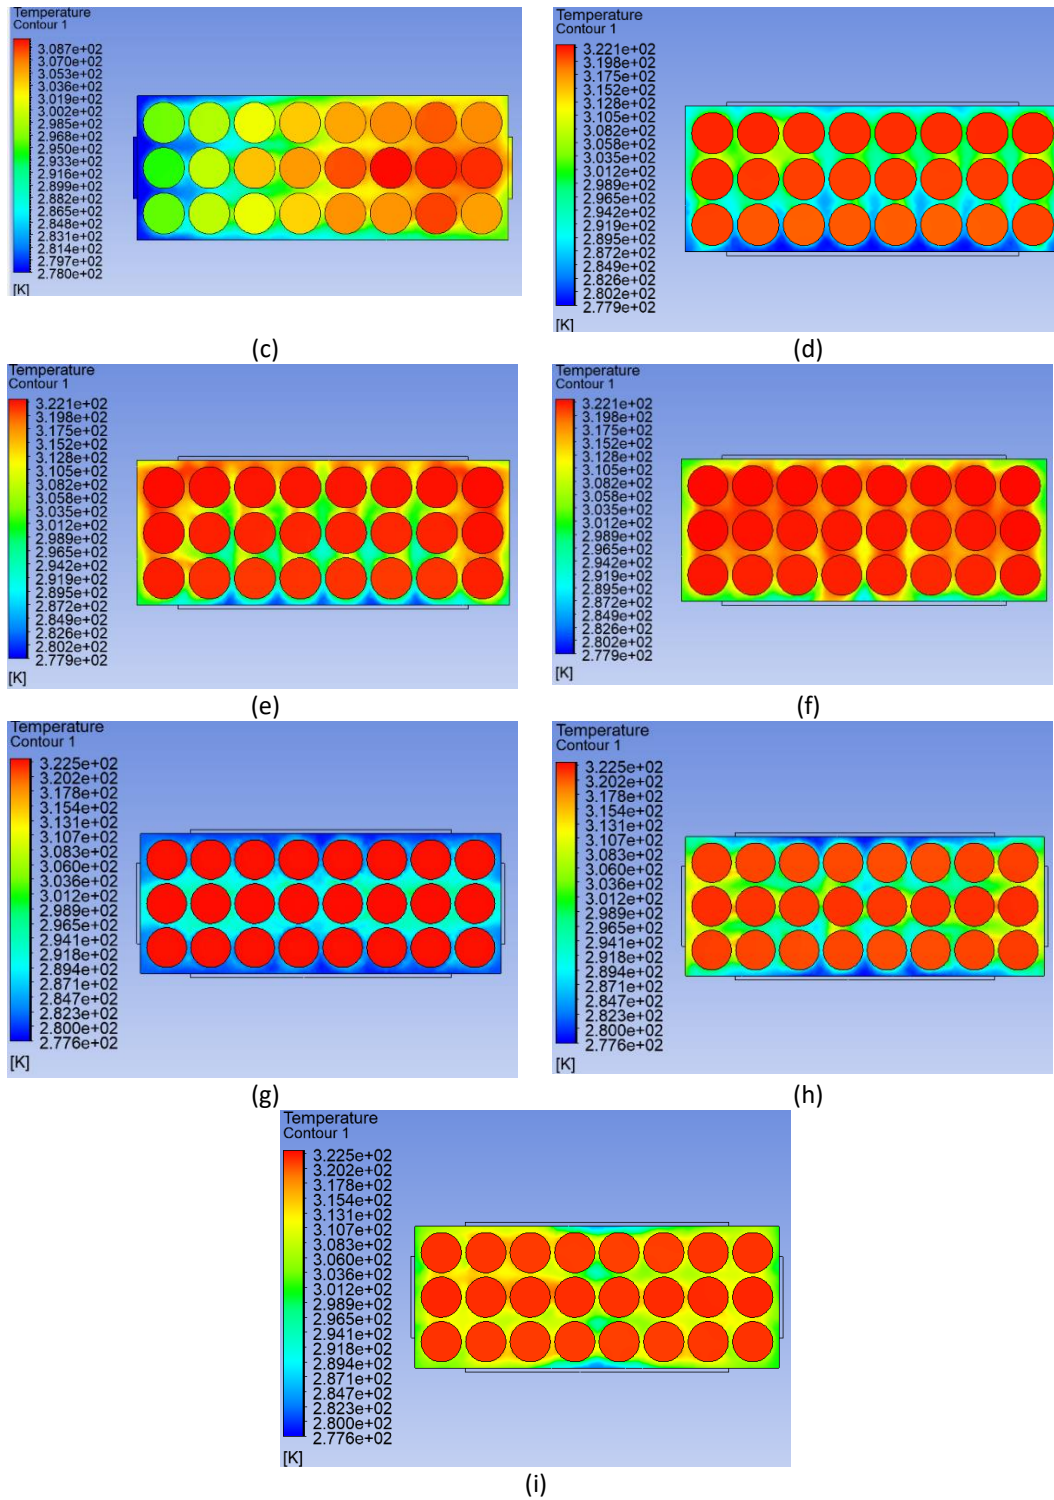 Temperature
Contour 1
3.087e+02
3.070e+02
3.053e+02
3.036e+02
3.019e+02
3.002e+02
2.985e+02
2.968e+02
2.950e+02
2.933e+02
2.916e+02
2.899e+02
2.882e+02
2.865e+02
2.848e+02
2.831e+02
2.814e+02
2.797e+02
2.780e+02
[K]
(c)
Temperature
Contour 1
3.221e+02
3.198e+02
3.175e+02
3.152e+02
3.128e+02
3.105e+02
3.082e+02
3.058e+02
3.035e+02
3.012e+02
2.989e+02
2.965e+02
2.942e+02
2.919e+02
2.895e+02
2.872e+02
2.849e+02
2.826e+02
2.802e+02
2.779e+02
[K]
(d)
Temperature
Contour 1
3.221e+02
3.198e+02
3.175e+02
3.152e+02
3.128e+02
3.105e+02
3.082e+02
3.058e+02
3.035e+02
3.012e+02
2.989e+02
2.965e+02
2.942e+02
2.919e+02
2.895e+02
2.872e+02
2.849e+02
2.826e+02
2.802e+02
2.779e+02
[K]
(e)
Temperature
Contour 1
3.221e+02
3.198e+02
3.175e+02
3.152e+02
3.128e+02
3.105e+02
3.082e+02
3.058e+02
3.035e+02
3.012e+02
2.989e+02
2.965e+02
2.942e+02
2.919e+02
2.895e+02
2.872e+02
2.849e+02
2.826e+02
2.802e+02
2.779e+02
[K]
(f)
Temperature
Contour 1
3.225e+02
3.202e+02
3.178e+02
3.154e+02
3.131e+02
3.107e+02
3.083e+02
3.060e+02
3.036e+02
3.012e+02
2.989e+02
2.965e+02
2.941e+02
2.918e+02
2.894e+02
2.871e+02
2.847e+02
2.823e+02
2.800e+02
2.776e+02
[K]
(g)
Temperature
Contour 1
3.225e+02
3.202e+02
3.178e+02
3.154e+02
3.131e+02
3.107e+02
3.083e+02
3.060e+02
3.036e+02
3.012e+02
2.989e+02
2.965e+02
2.941e+02
2.918e+02
2.894e+02
2.871e+02
2.847e+02
2.823e+02
2.800e+02
2.776e+02
[K]
(h)
Temperature
Contour 1
3.225e+02
3.202e+02
3.178e+02
3.154e+02
3.131e+02
3.107e+02
3.083e+02
3.060e+02
3.036e+02
3.012e+02
2.989e+02
2.965e+02
2.941e+02
2.918e+02
2.894e+02
2.871e+02
2.847e+02
2.823e+02
2.800e+02
2.776e+02
[K]
(i)